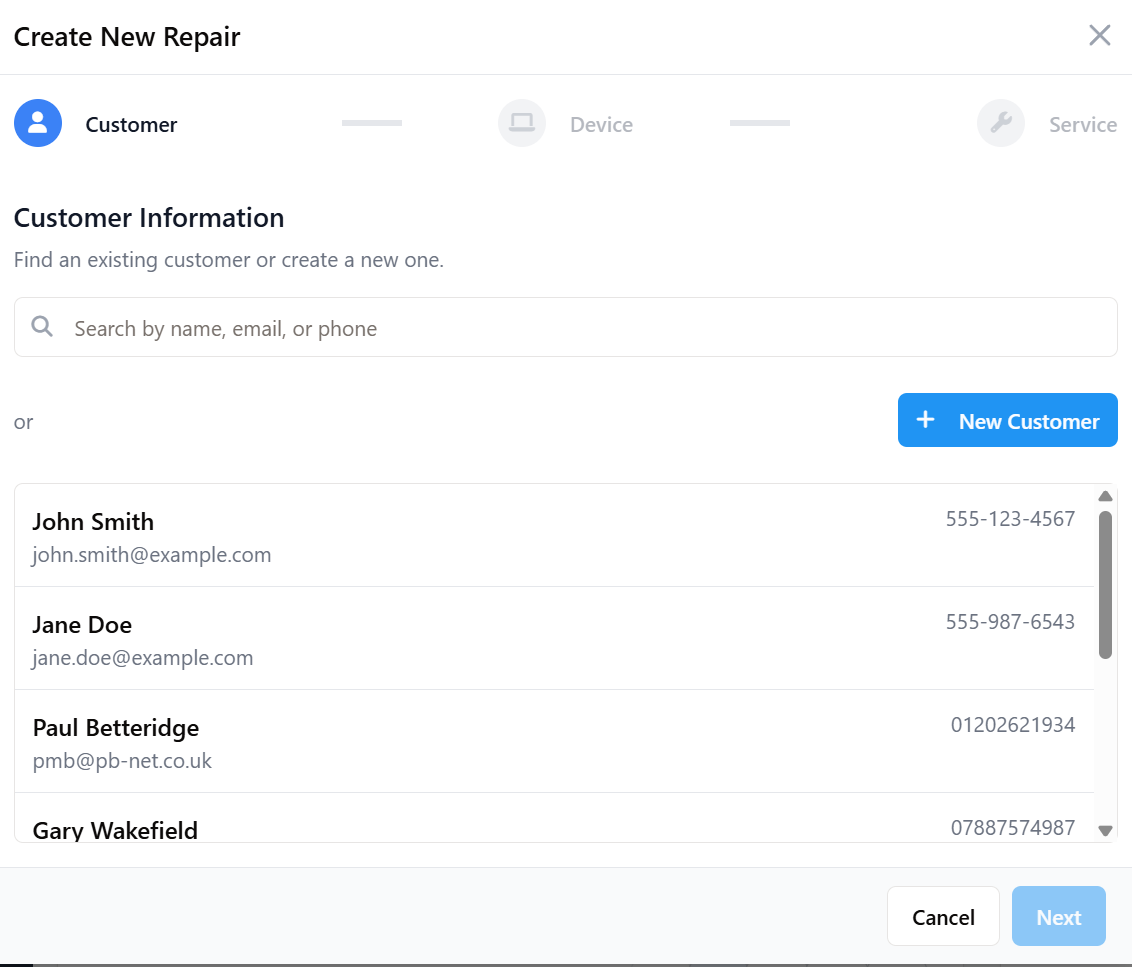 Create New Repair
Customer
Device
Service
Customer Information
Find an existing customer or create a new one.
Search by name, email, or phone
or
New Customer
John Smith
555-123-4567
john.smith@example.com
Jane Doe
555-987-6543
jane.doe@example.com
Paul Betteridge
01202621934
pmb@pb-net.co.uk
Gary Wakefield
07887574987
Cancel
Next